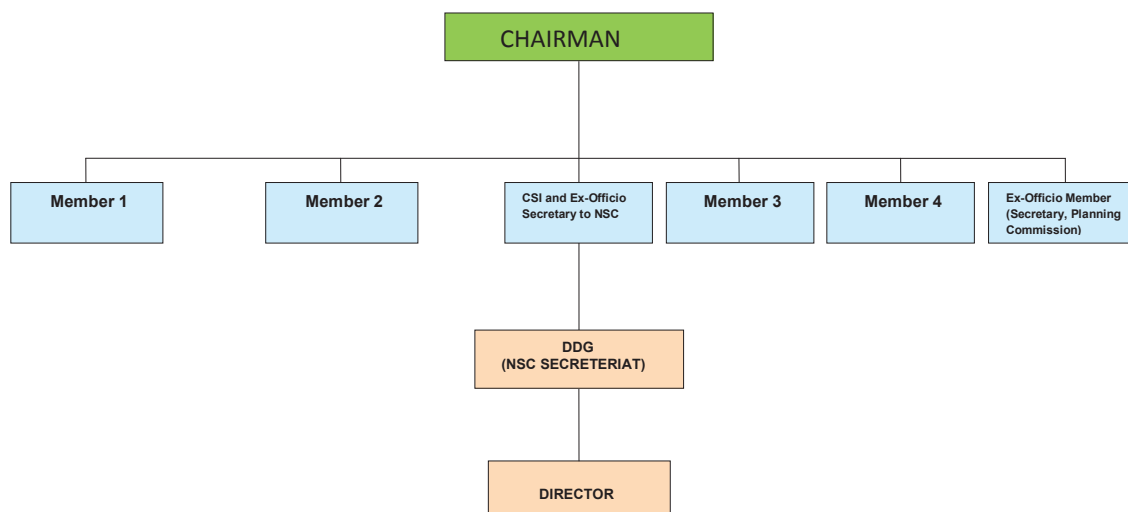 CHAIRMAN
Member 1
Member 2
CSI and Ex-Officio
Secretary to NSC
Member 3
Member 4
Ex-Officio Member
(Secretary, Planning
Commission)
DDG
(NSC SECRETERIAT)
DIRECTOR